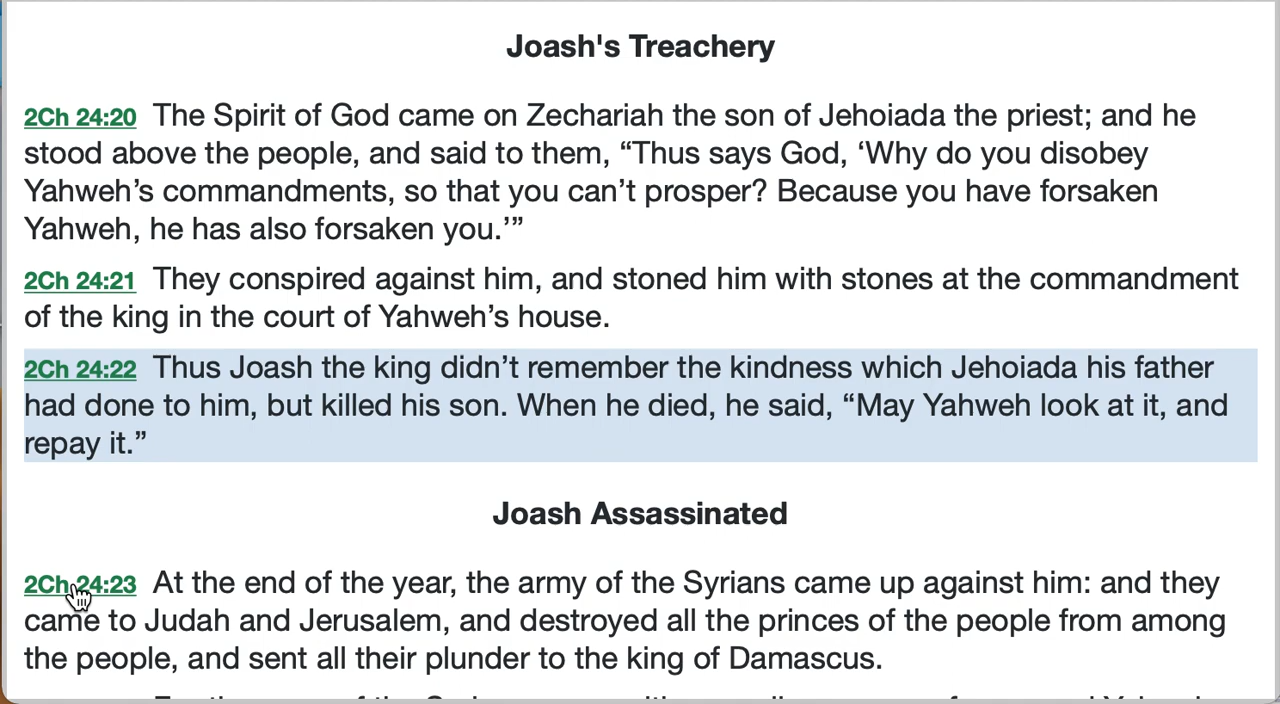 Joash's Treachery
2Ch 24:20 The Spirit of God came on Zechariah the son of Jehoiada the priest; and he
stood above the people, and said to them, “Thus says God, ‘Why do you disobey
Yahweh’s commandments, so that you can’t prosper? Because you have forsaken
Yahweh, he has also forsaken you.’”
2Ch 24:21 They conspired against him, and stoned him with stones at the commandment
of the king in the court of Yahweh’s house.
2Ch 24:22 Thus Joash the king didn’t remember the kindness which Jehoiada his father
had done to him, but killed his son. When he died, he said, “May Yahweh look at it, and
repay it.”
Joash Assassinated
2Ch 24:23 At the end of the year, the army of the Syrians came up against him: and they
came to Judah and Jerusalem, and destroyed all the princes of the people from among
the people, and sent all their plunder to the king of Damascus.